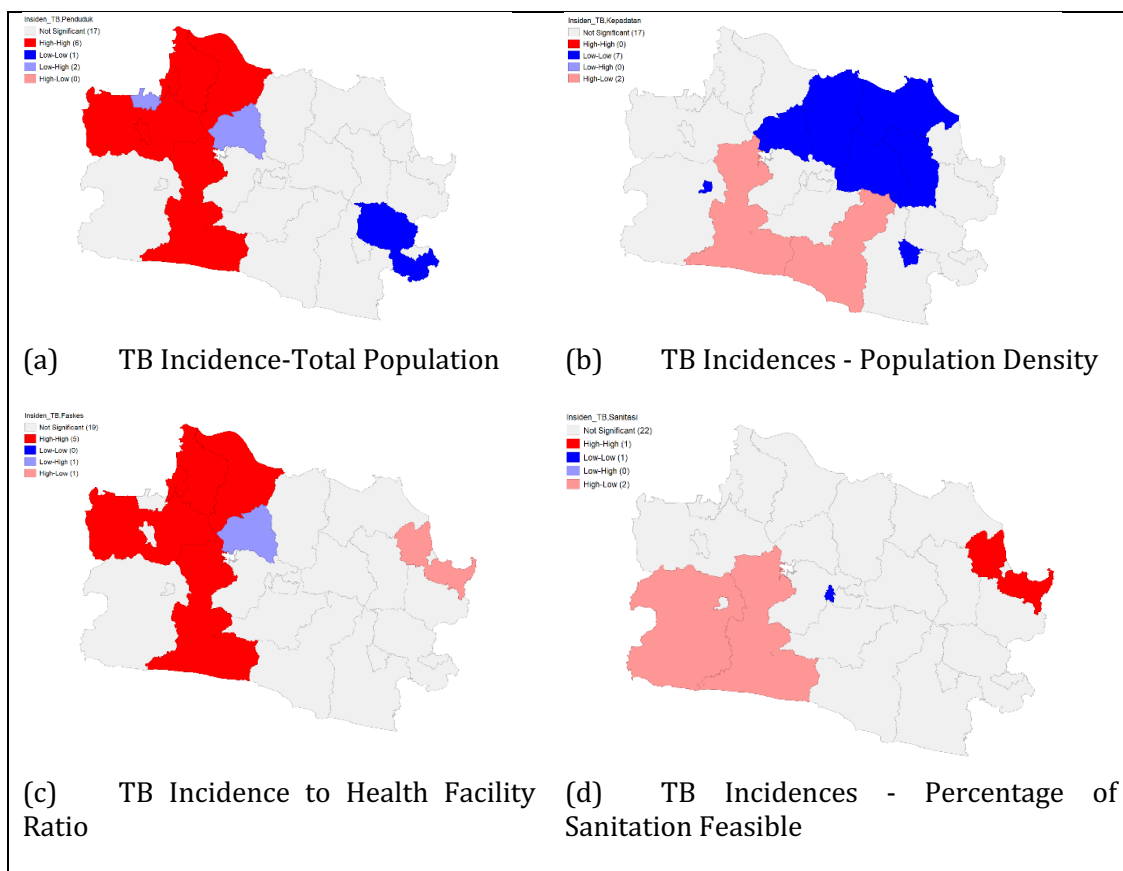 Insiden_TB.Penduduk
Not Significant (17)
High-High (6)
Low-Low (1)
Low-High (2)
High-Low (0)
(a) TB Incidence-Total Population
Insiden_TB.Kepadatan
Not Significant (17)
High-High (0)
Low-Low (7)
Low-High (0)
High-Low (2)
(b) TB Incidences - Population Density
Insiden_TB.Faskes
Not Significant (19)
High-High (5)
Low-Low (0)
Low-High (1)
High-Low (1)
(c) TB Incidence to Health Facility
Ratio
Insiden_TB.Sanitasi
Not Significant (22)
High-High (1)
Low-Low (1)
Low-High (0)
High-Low (2)
(d) TB Incidences - Percentage of
Sanitation Feasible